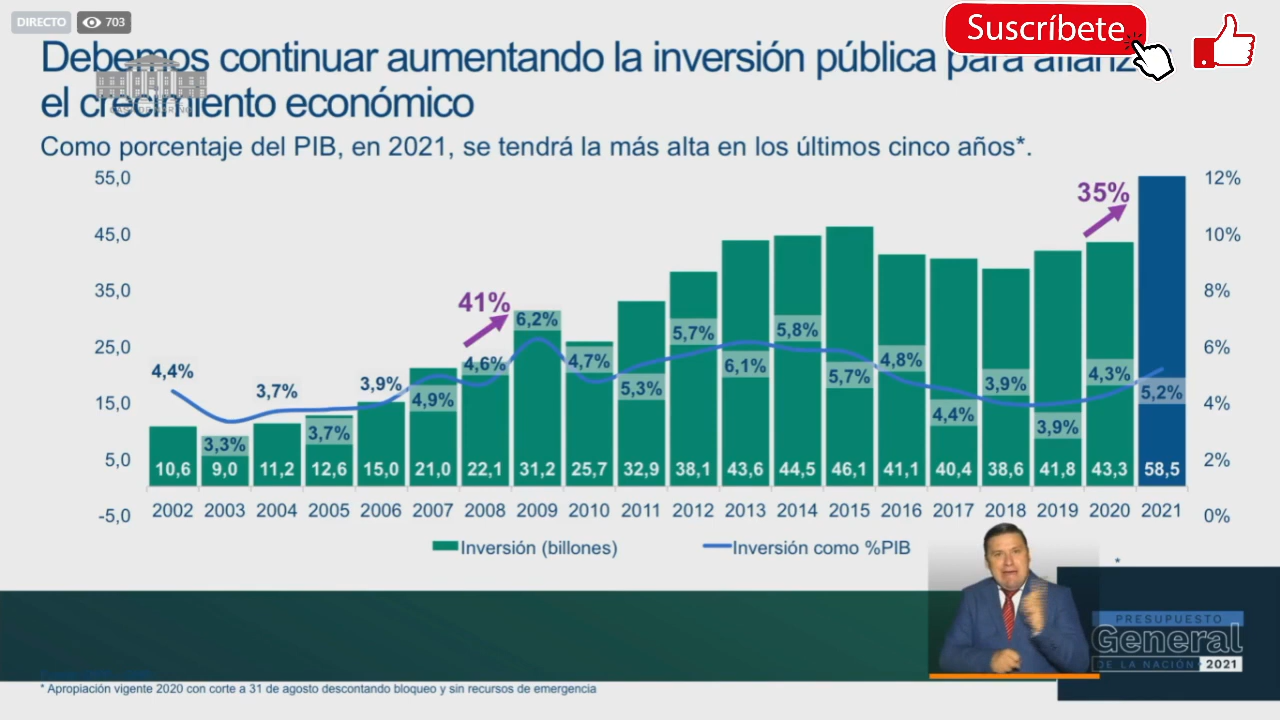 DIRECTO 703
Suscríbete
Debemos continuar aumentando la inversión pública para
el crecimiento económico
Como porcentaje del PIB, en 2021, se tendrá la más alta en los últimos cinco años*.
55,0
45,0
35,0
25,0
15,0
5,0
-5,0
12%
10%
8%
6%
4%
2%
0%
41%
35%
4,4% 3,3% 3,7% 3,7% 3,9% 4,9% 4,6% 6,2% 4,7% 5,3% 5,7% 6,1% 5,8% 5,7% 4,8% 4,4% 3,9% 3,9% 4,3% 5,2%
10,6 9,0 11,2 12,6 15,0 21,0 22,1 31,2 25,7 32,9 38,1 43,6 44,5 46,1 41,1 40,4 38,6 41,8 43,3 58,5
2002 2003 2004 2005 2006 2007 2008 2009 2010 2011 2012 2013 2014 2015 2016 2017 2018 2019 2020 2021
Inversión (billones) Inversión como %PIB
*
PRESUPUESTO
General
DE LA NACIÓN 2021
* Apropiación vigente 2020 con corte a 31 de agosto descontando bloqueo y sin recursos de emergencia